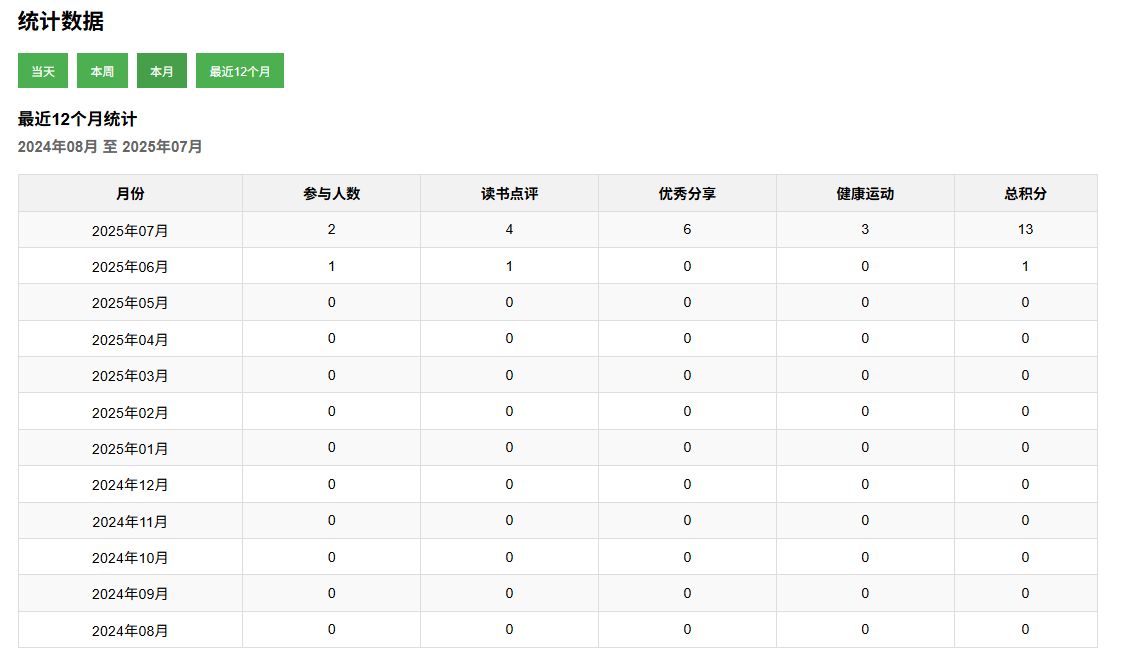 统计数据
当天 本周 本月 最近12个月
最近12个月统计
2024年08月 至 2025年07月
月份 参与人数 读书点评 优秀分享 健康运动 总积分
2025年07月 2 4 6 3 13
2025年06月 1 1 0 0 1
2025年05月 0 0 0 0 0
2025年04月 0 0 0 0 0
2025年03月 0 0 0 0 0
2025年02月 0 0 0 0 0
2025年01月 0 0 0 0 0
2024年12月 0 0 0 0 0
2024年11月 0 0 0 0 0
2024年10月 0 0 0 0 0
2024年09月 0 0 0 0 0
2024年08月 0 0 0 0 0